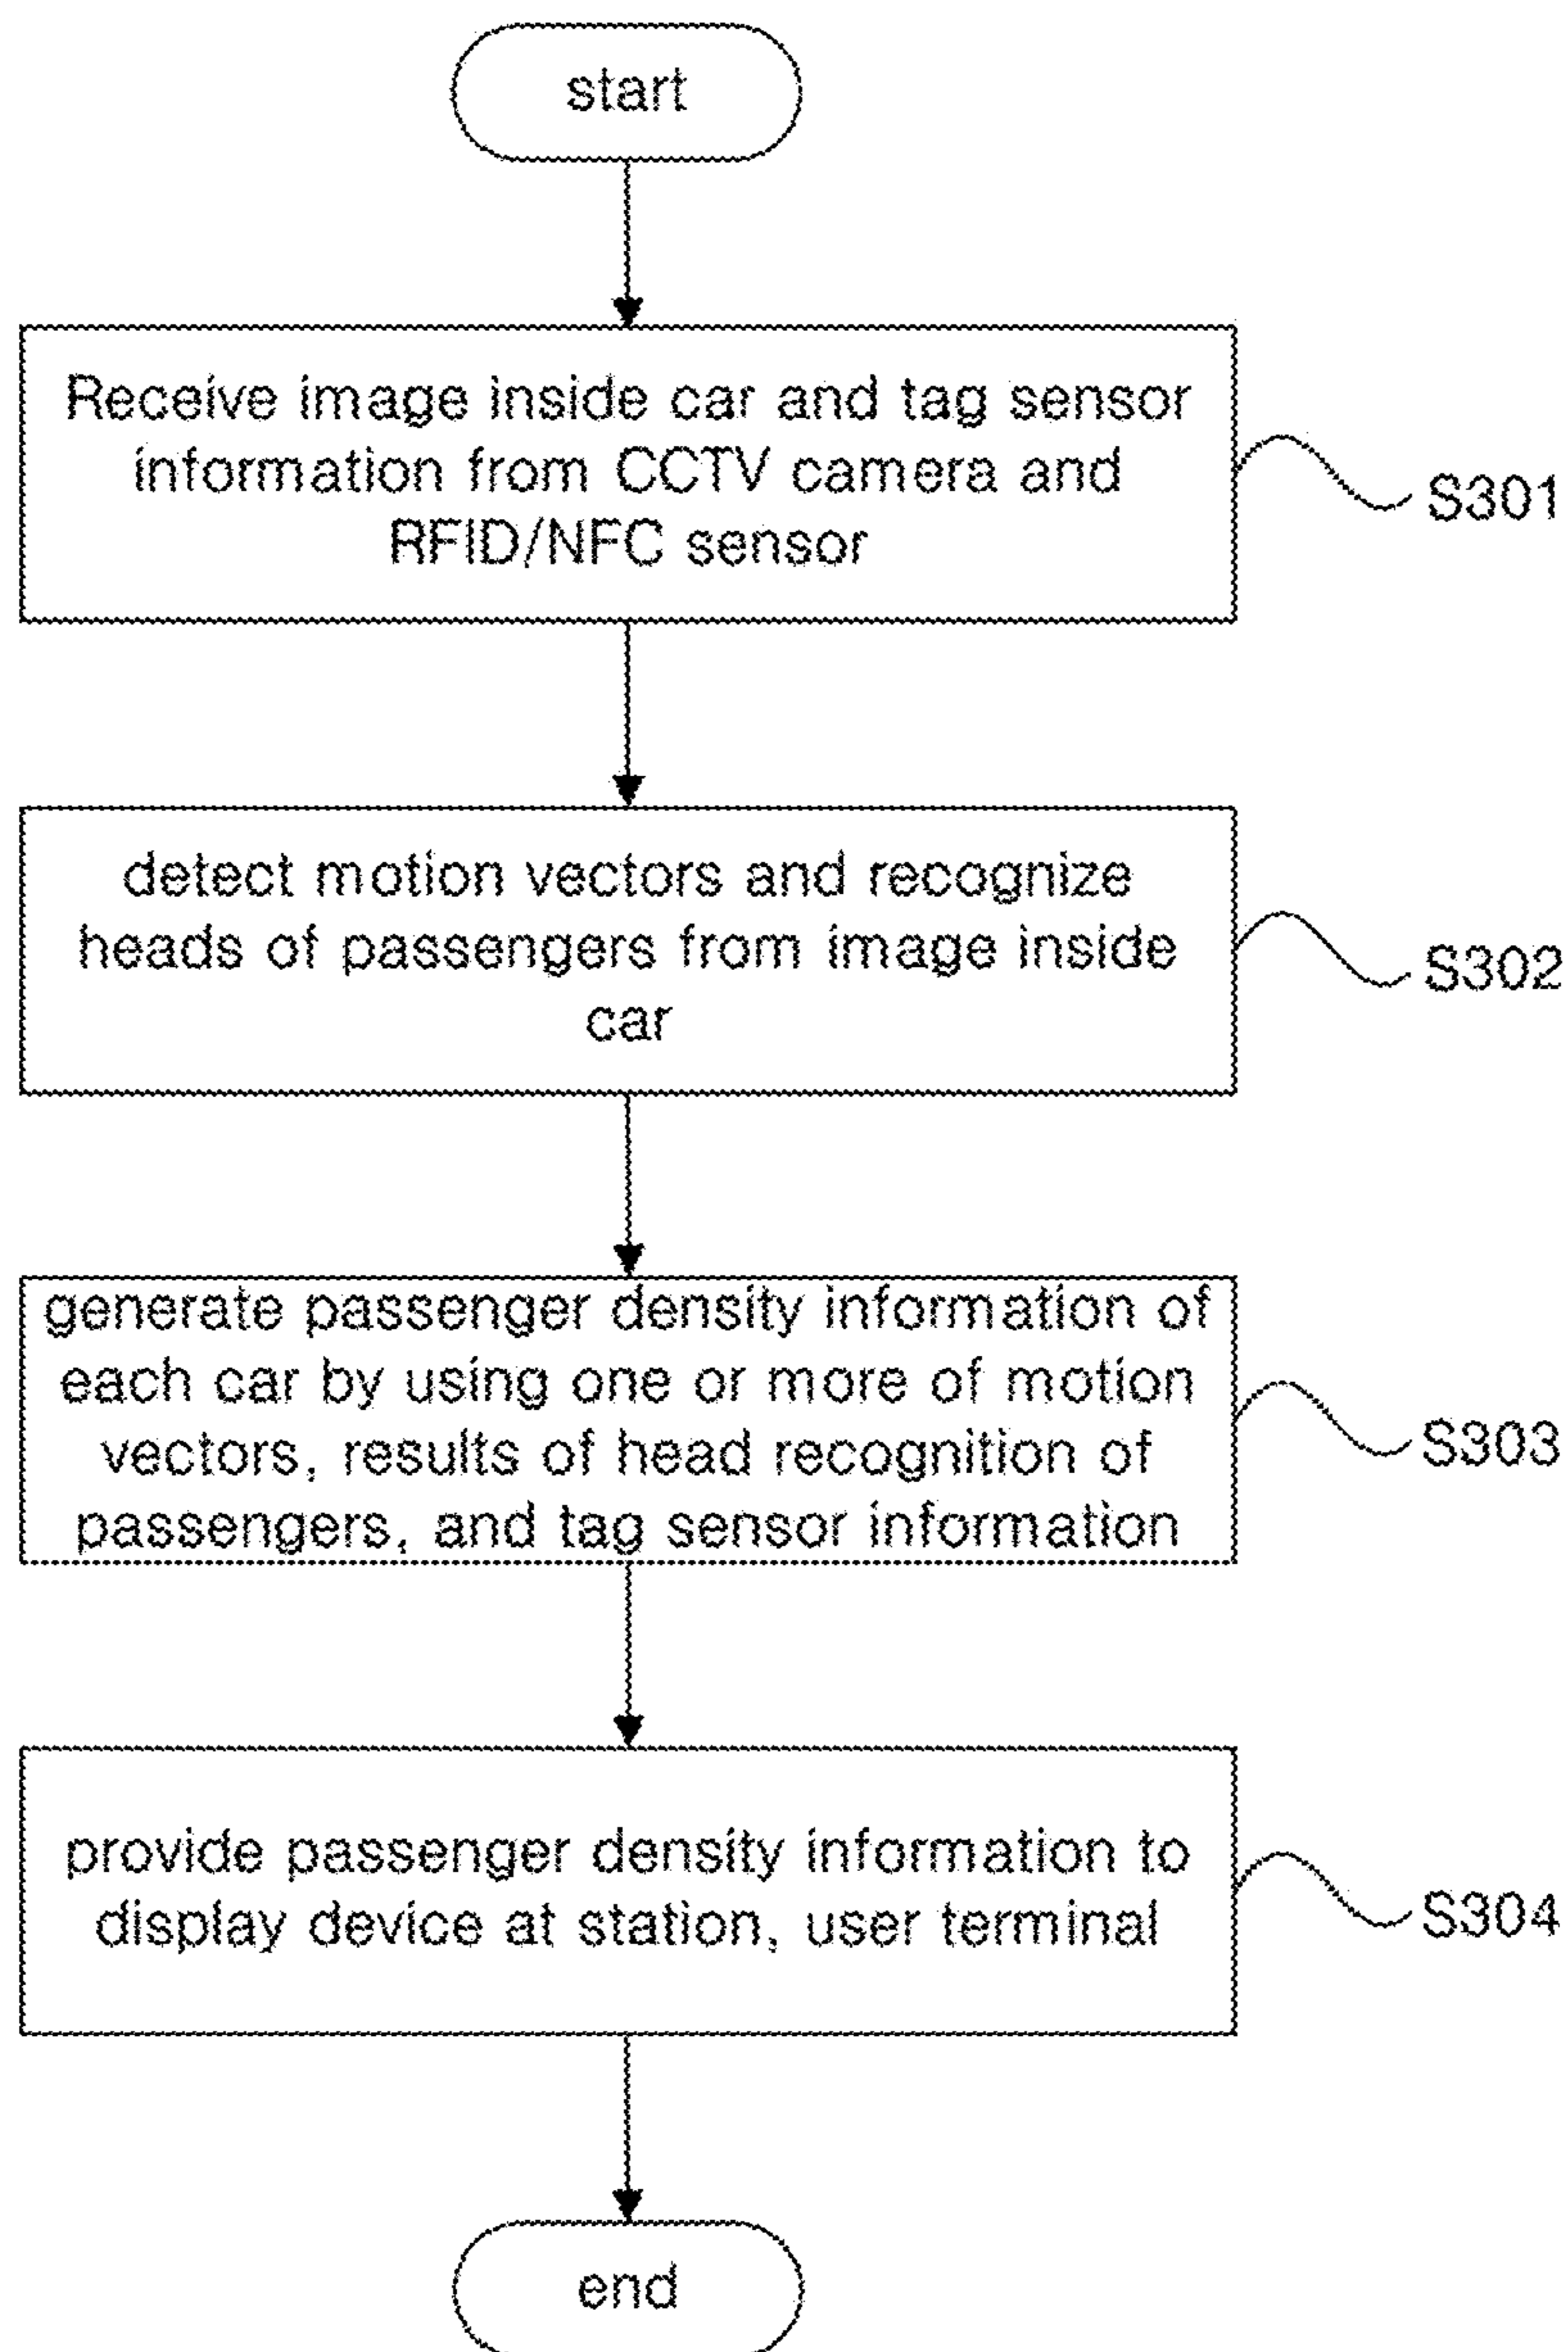 start
Receive image inside car and tag sensor
information from CCTV camera and
RFID/NFC sensor
S301
detect motion vectors and recognize
heads of passengers from image inside
car
S302
generate passenger density information of
each car by using one or more of motion
vectors, results of head recognition of
passengers, and tag sensor information
S303
provide passenger density information to
display device at station, user terminal
S304
end